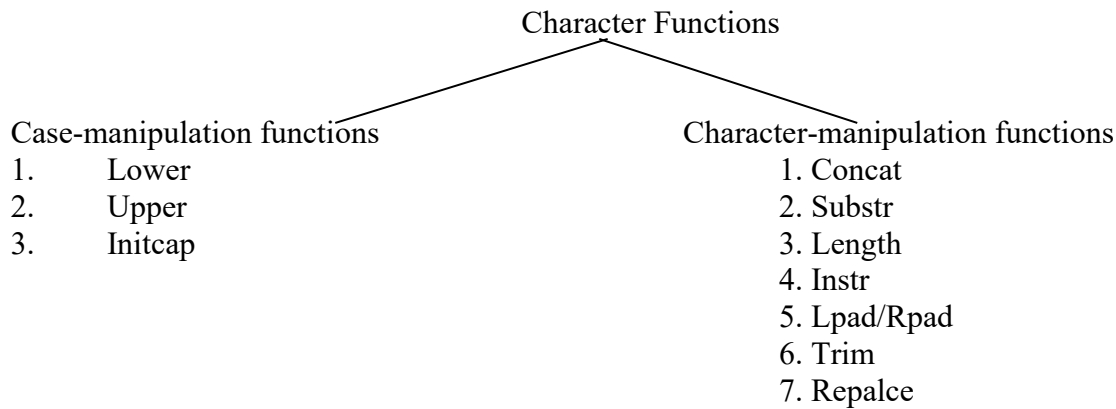 Character Functions
Case-manipulation functions
1. Lower
2. Upper
3. Initcap
Character-manipulation functions
1. Concat
2. Substr
3. Length
4. Instr
5. Lpad/Rpad
6. Trim
7. Repalce